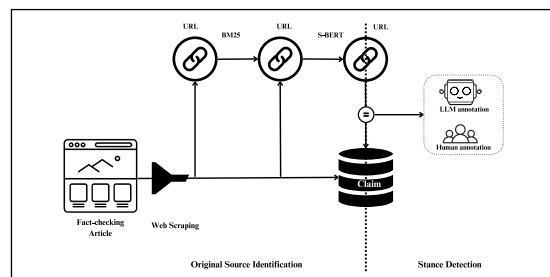 URL
BM25
URL
S-BERT
URL
=
LLM annotation
Human annotation
Claim
Fact-checking
Article
Web Scraping
Original Source Identification
Stance Detection